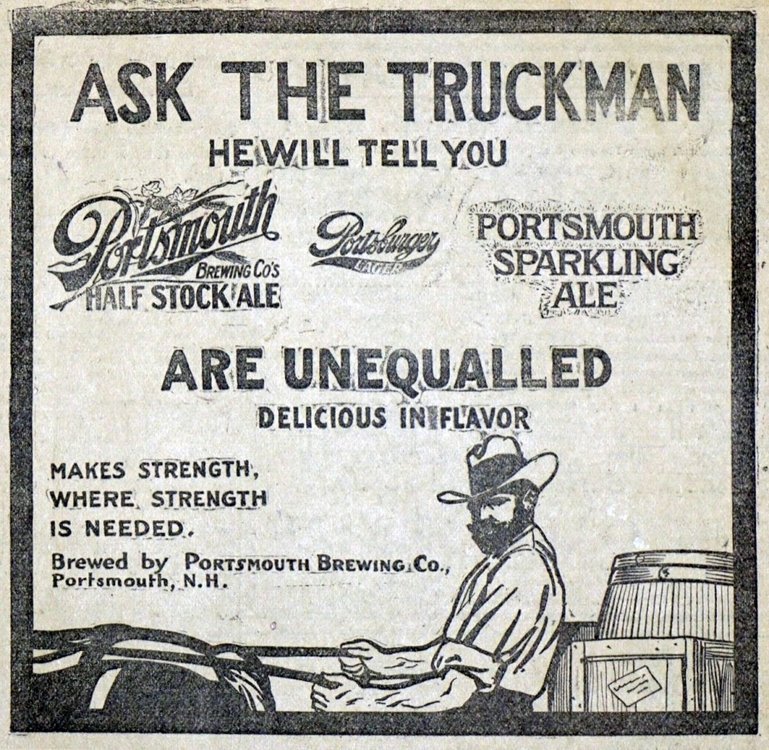 ASK THE TRUCKMAN
HE WILL TELL YOU
Portsmouth
BREWING CO'S
HALF STOCK ALE
Portsburger
LAGER
PORTSMOUTH
SPARKLING
ALE
ARE UNEQUALLED
DELICIOUS IN FLAVOR
MAKES STRENGTH,
WHERE STRENGTH
IS NEEDED.
Brewed by PORTSMOUTH BREWING CO.,
Portsmouth, N.H.